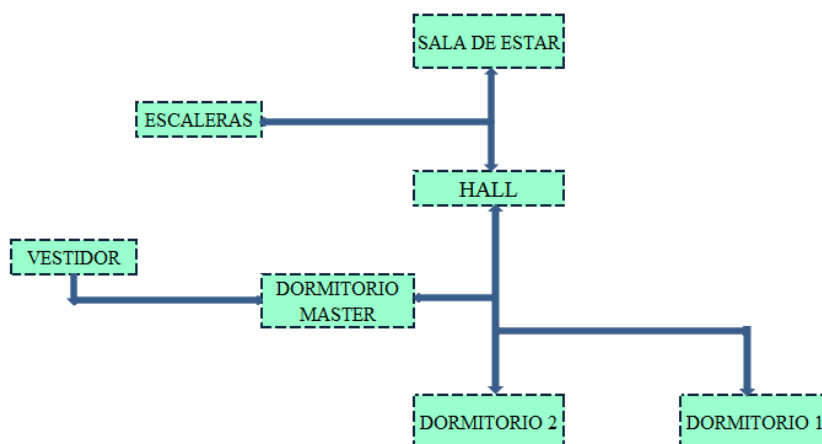 SALA DE ESTAR
ESCALERAS
HALL
VESTIDOR
DORMITORIO
MASTER
DORMITORIO 2
DORMITORIO 1